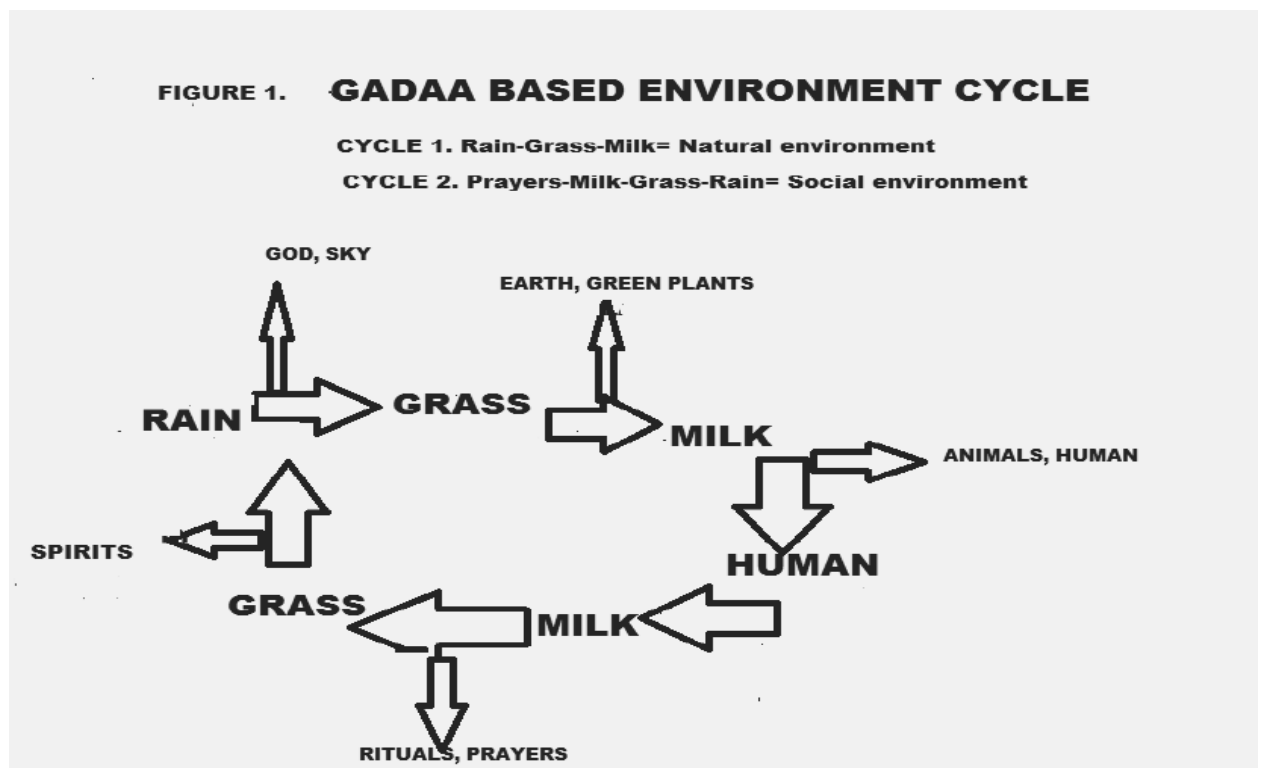 FIGURE 1. GADAA BASED ENVIRONMENT CYCLE
CYCLE 1. Rain-Grass-Milk= Natural environment
CYCLE 2. Prayers-Milk-Grass-Rain= Social environment
GOD, SKY
EARTH, GREEN PLANTS
RAIN
GRASS
MILK
ANIMALS, HUMAN
SPIRITS
HUMAN
GRASS
MILK
RITUALS, PRAYERS